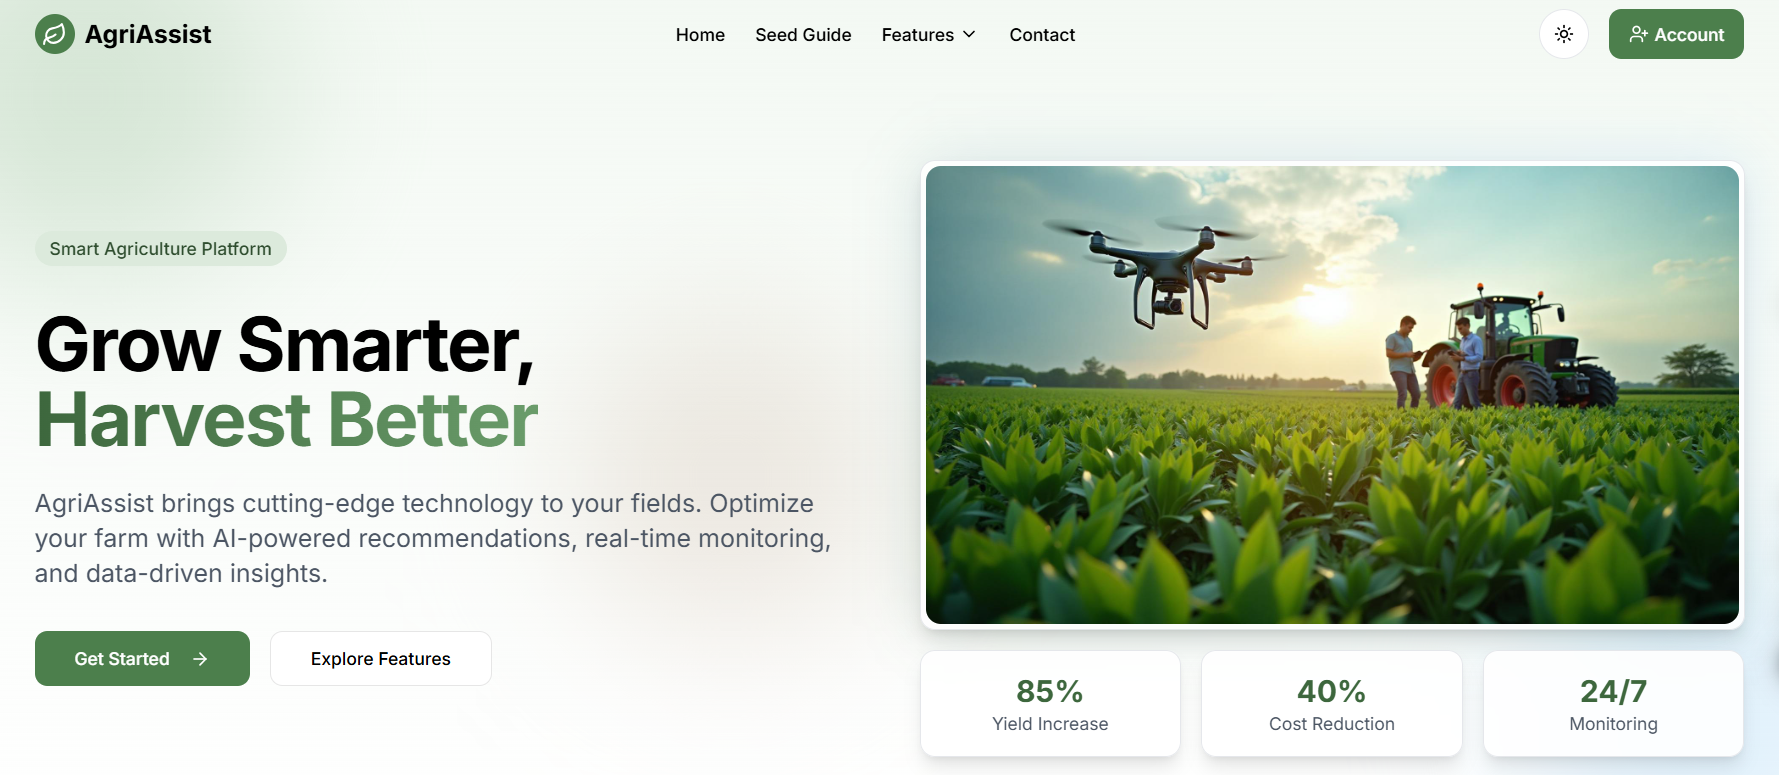 AgriAssist
Home
Seed Guide
Features
Contact
Account
Smart Agriculture Platform
Grow Smarter,
Harvest Better
AgriAssist brings cutting-edge technology to your fields. Optimize
your farm with AI-powered recommendations, real-time monitoring,
and data-driven insights.
Get Started
Explore Features
85%
Yield Increase
40%
Cost Reduction
24/7
Monitoring